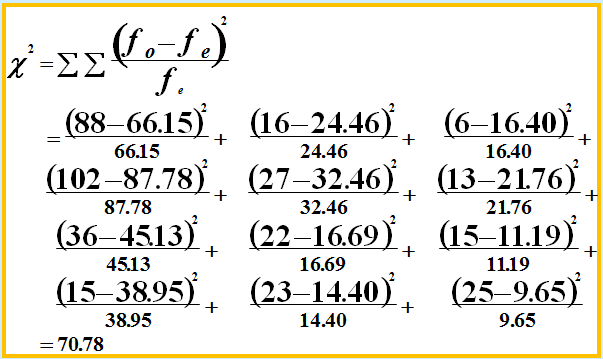 χ² = ΣΣ (f₀ − fₑ)² / fₑ
= (88−66.15)² / 66.15 + (16−24.46)² / 24.46 + (6−16.40)² / 16.40 +
(102−87.78)² / 87.78 + (27−32.46)² / 32.46 + (13−21.76)² / 21.76 +
(36−45.13)² / 45.13 + (22−16.69)² / 16.69 + (15−11.19)² / 11.19 +
(15−38.95)² / 38.95 + (23−14.40)² / 14.40 + (25−9.65)² / 9.65
= 70.78